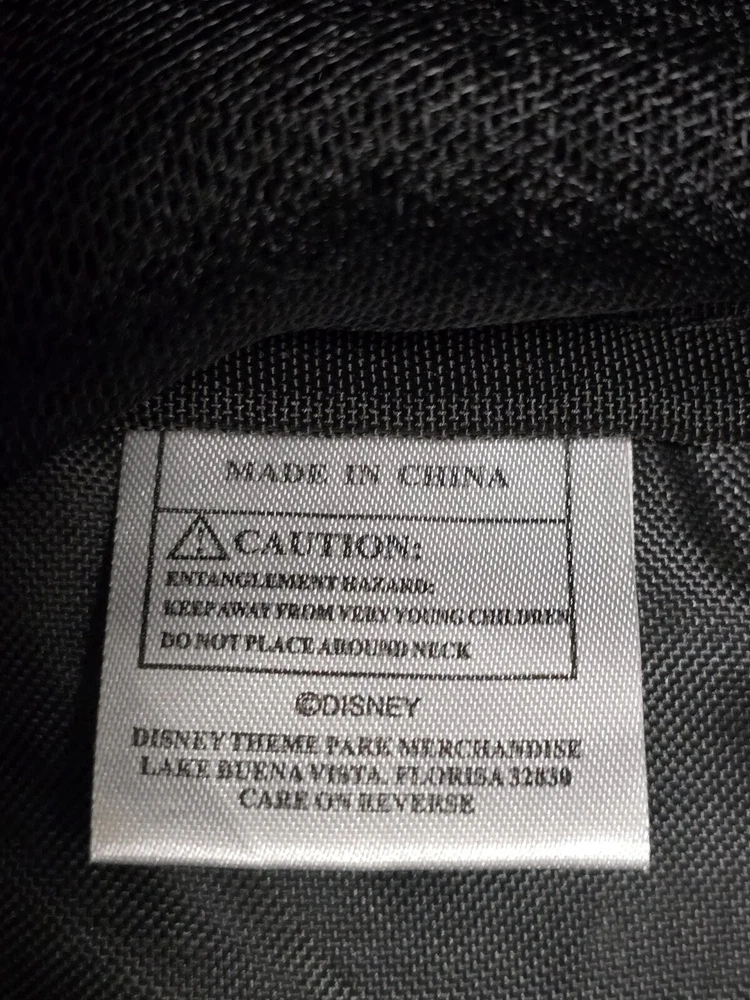 MADE IN CHINA
⚠ CAUTION:
ENTANGLEMENT HAZARD:
KEEP AWAY FROM VERY YOUNG CHILDREN
DO NOT PLACE AROUND NECK
©DISNEY
DISNEY THEME PARK MERCHANDISE
LAKE BUENA VISTA. FLORISA 32830
CARE ON REVERSE